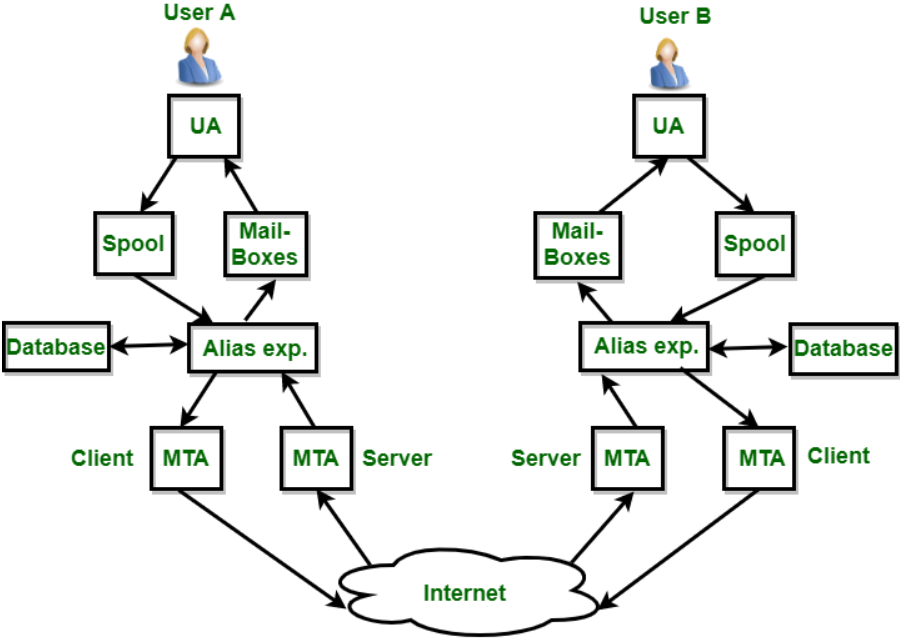 User A
User B
UA
UA
Spool
Mail-
Boxes
Mail-
Boxes
Spool
Database
Alias exp.
Alias exp.
Database
Client
MTA
MTA
Server
Server
MTA
MTA
Client
Internet